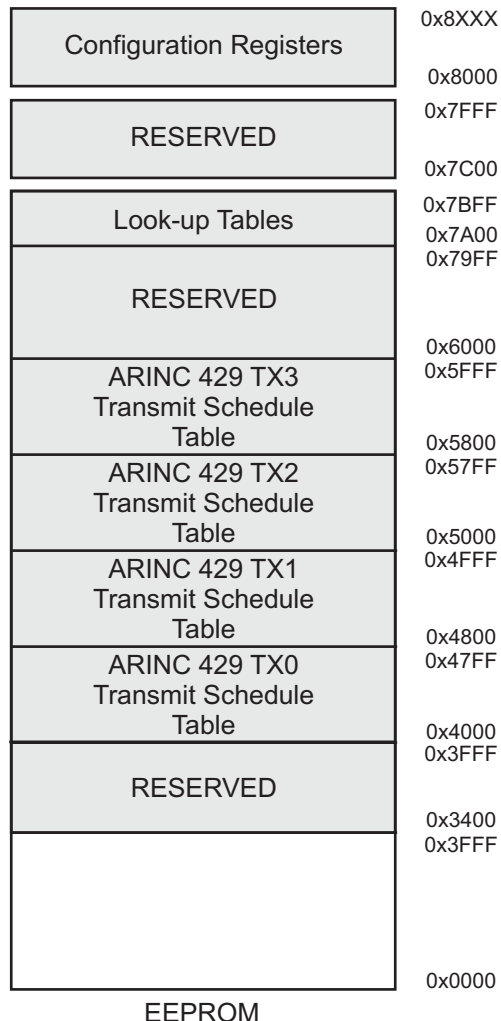 0x8XXX
Configuration Registers
0x8000
0x7FFF
RESERVED
0x7C00
0x7BFF
Look-up Tables
0x7A00
0x79FF
RESERVED
0x6000
0x5FFF
ARINC 429 TX3
Transmit Schedule
Table
0x5800
0x57FF
ARINC 429 TX2
Transmit Schedule
Table
0x5000
0x4FFF
ARINC 429 TX1
Transmit Schedule
Table
0x4800
0x47FF
ARINC 429 TX0
Transmit Schedule
Table
0x4000
0x3FFF
RESERVED
0x3400
0x3FFF
0x0000
EEPROM